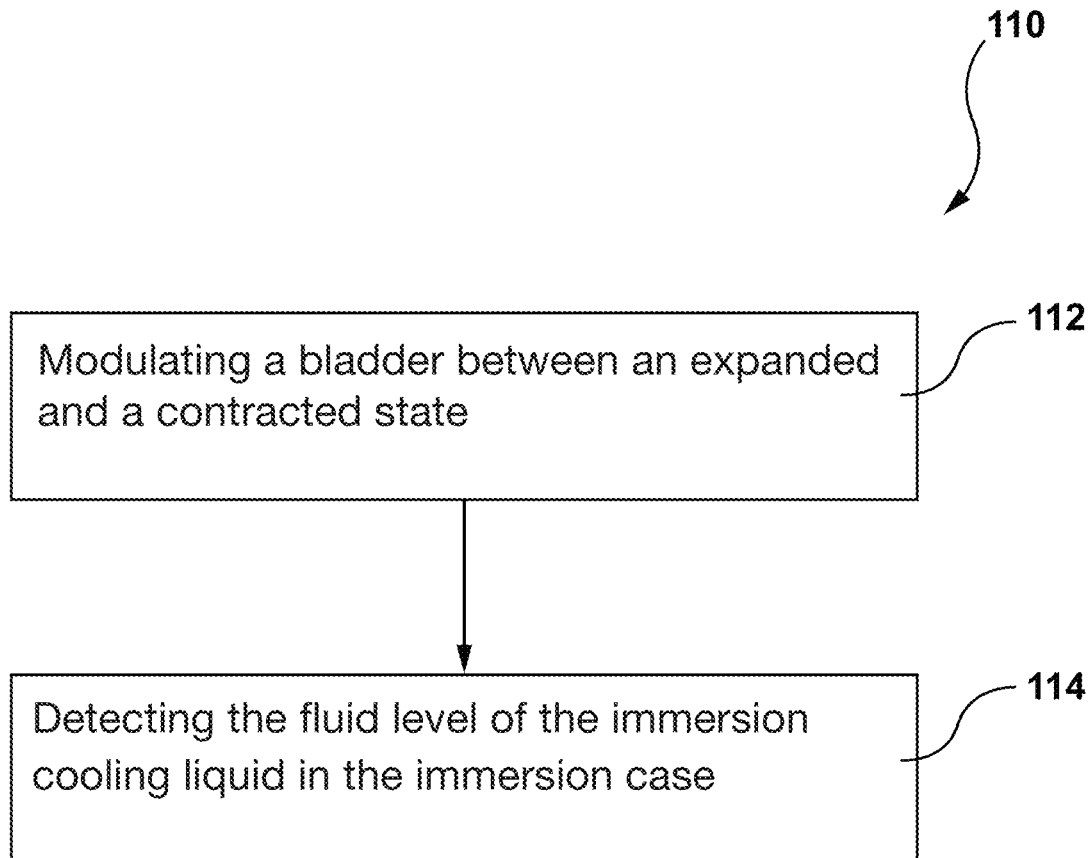 110
112
Modulating a bladder between an expanded
and a contracted state
114
Detecting the fluid level of the immersion
cooling liquid in the immersion case